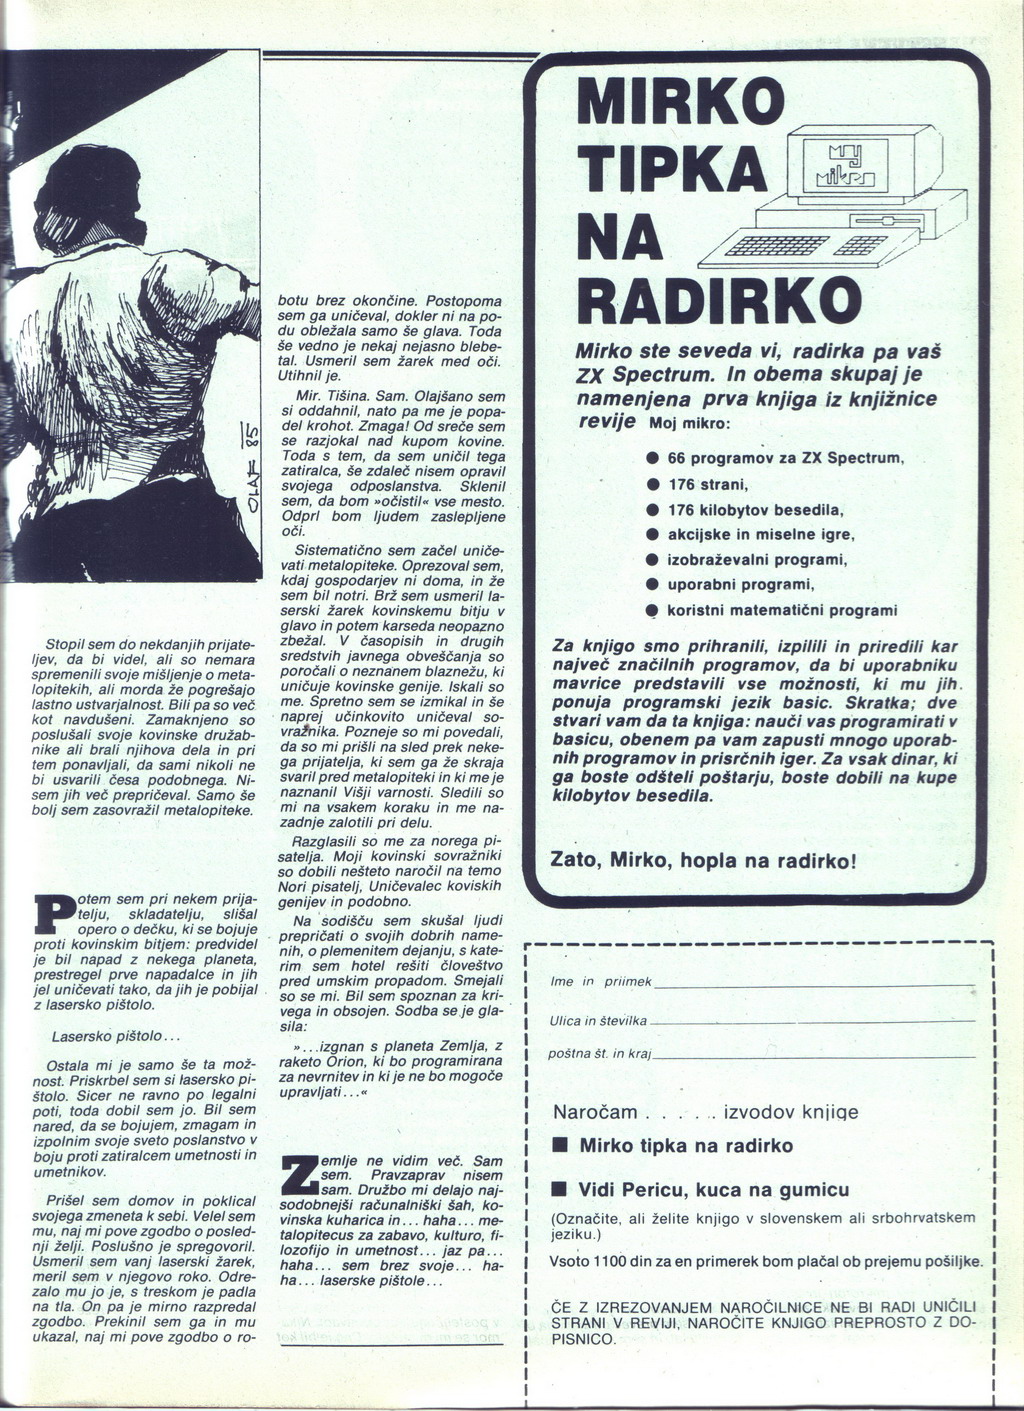 OLAF 85
Stopil sem do nekdanjih prijate-
ljev, da bi videl, ali so nemara
spremenili svoje mišljenje o meta-
lopitekih, ali morda že pogrešajo
lastno ustvarjalnost. Bili pa so več
kot navdušeni. Zamaknjeno so
poslušali svoje kovinske družab-
nike ali brali njihova dela in pri
tem ponavljali, da sami nikoli ne
bi usvarili česa podobnega. Ni-
sem jih več prepričeval. Samo še
bolj sem zasovražil metalopiteke.
Potem sem pri nekem prija-
telju, skladatelju, slišal
opero o dečku, ki se bojuje
proti kovinskim bitjem: predvidel
je bil napad z nekega planeta,
prestregel prve napadalce in jih
jel uničevati tako, da jih je pobijal
z lasersko pištolo.
Lasersko pištolo...
Ostala mi je samo še ta mož-
nost. Priskrbel sem si lasersko pi-
štolo. Sicer ne ravno po legalni
poti, toda dobil sem jo. Bil sem
nared, da se bojujem, zmagam in
izpolnim svoje sveto poslanstvo v
boju proti zatiralcem umetnosti in
umetnikov.
Prišel sem domov in poklical
svojega zmeneta k sebi. Velel sem
mu, naj mi pove zgodbo o posled-
nji želji. Poslušno je spregovoril.
Usmeril sem vanj laserski žarek,
meril sem v njegovo roko. Odre-
zalo mu jo je, s treskom je padla
na tla. On pa je mirno razpredal
zgodbo. Prekinil sem ga in mu
ukazal, naj mi pove zgodbo o ro-
botu brez okončine. Postopoma
sem ga uničeval, dokler ni na po-
du obležala samo še glava. Toda
še vedno je nekaj nejasno blebe-
tal. Usmeril sem žarek med oči.
Utihnil je.
Mir. Tišina. Sam. Olajšano sem
si oddahnil, nato pa me je popa-
del krohot. Zmaga! Od sreče sem
se razjokal nad kupom kovine.
Toda s tem, da sem uničil tega
zatiralca, še zdaleč nisem opravil
svojega odposlanstva. Sklenil
sem, da bom »očistil« vse mesto.
Odprl bom ljudem zaslepljene
oči.
Sistematično sem začel uniče-
vati metalopiteke. Oprezoval sem,
kdaj gospodarjev ni doma, in že
sem bil notri. Brž sem usmeril la-
serski žarek kovinskemu bitju v
glavo in potem karseda neopazno
zbežal. V časopisih in drugih
sredstvih javnega obveščanja so
poročali o neznanem blaznežu, ki
uničuje kovinske genije. Iskali so
me. Spretno sem se izmikal in še
naprej učinkovito uničeval so-
vražnika. Pozneje so mi povedali,
da so mi prišli na sled prek neke-
ga prijatelja, ki sem ga že skraja
svaril pred metalopiteki in ki me je
naznanil Višji varnosti. Sledili so
mi na vsakem koraku in me na-
zadnje zalotili pri delu.
Razglasili so me za norega pi-
satelja. Moji kovinski sovražniki
so dobili nešteto naročil na temo
Nori pisatelj, Uničevalec koviskih
genijev in podobno.
Na sodišču sem skušal ljudi
prepričati o svojih dobrih name-
nih, o plemenitem dejanju, s kate-
rim sem hotel rešiti človeštvo
pred umskim propadom. Smejali
so se mi. Bil sem spoznan za kri-
vega in obsojen. Sodba se je gla-
sila:
»...izgnan s planeta Zemlja, z
raketo Orion, ki bo programirana
za nevrnitev in ki je ne bo mogoče
upravljati...«
Zemlje ne vidim več. Sam
sem. Pravzaprav nisem
sam. Družbo mi delajo naj-
sodobnejši računalniški šah, ko-
vinska kuharica in... haha... me-
talopitecus za zabavo, kulturo, fi-
lozofijo in umetnost... jaz pa...
haha... sem brez svoje... ha-
ha... laserske pištole...
MIRKO
TIPKA
NA
RADIRKO
moj
mikro
Mirko ste seveda vi, radirka pa vaš
ZX Spectrum. In obema skupaj je
namenjena prva knjiga iz knjižnice
revije Moj mikro:
● 66 programov za ZX Spectrum,
● 176 strani,
● 176 kilobytov besedila,
● akcijske in miselne igre,
● izobraževalni programi,
● uporabni programi,
● koristni matematični programi
Za knjigo smo prihranili, izpilili in priredili kar
največ značilnih programov, da bi uporabniku
mavrice predstavili vse možnosti, ki mu jih
ponuja programski jezik basic. Skratka; dve
stvari vam da ta knjiga: nauči vas programirati v
basicu, obenem pa vam zapusti mnogo uporab-
nih programov in prisrčnih iger. Za vsak dinar, ki
ga boste odšteli poštarju, boste dobili na kupe
kilobytov besedila.
Zato, Mirko, hopla na radirko!
Ime in priimek
Ulica in številka
poštna št. in kraj
Naročam . . . . . . izvodov knjige
■ Mirko tipka na radirko
■ Vidi Pericu, kuca na gumicu
(Označite, ali želite knjigo v slovenskem ali srbohrvatskem
jeziku.)
Vsoto 1100 din za en primerek bom plačal ob prejemu pošiljke.
ČE Z IZREZOVANJEM NAROČILNICE NE BI RADI UNIČILI
STRANI V REVIJI, NAROČITE KNJIGO PREPROSTO Z DO-
PISNICO.